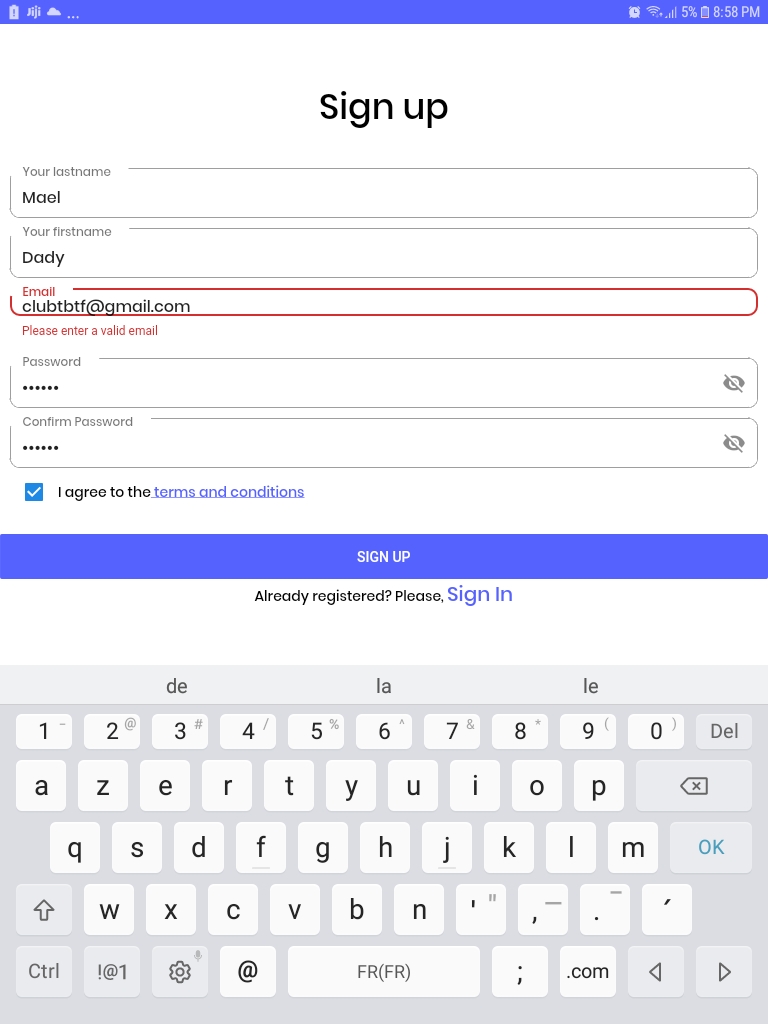 Jiji ... 5% 8:58 PM
Sign up
Your lastname
Mael
Your firstname
Dady
Email
clubtbtf@gmail.com
Please enter a valid email
Password
••••••
Confirm Password
••••••
I agree to the terms and conditions
SIGN UP
Already registered? Please, Sign In
de la le
1 _ 2 @ 3 # 4 / 5 % 6 ^ 7 & 8 * 9 ( 0 ) Del
a z e r t y u i o p
q s d f g h j k l m OK
w x c v b n ' " , — . – ´
Ctrl !@1 @ FR(FR) ; .com